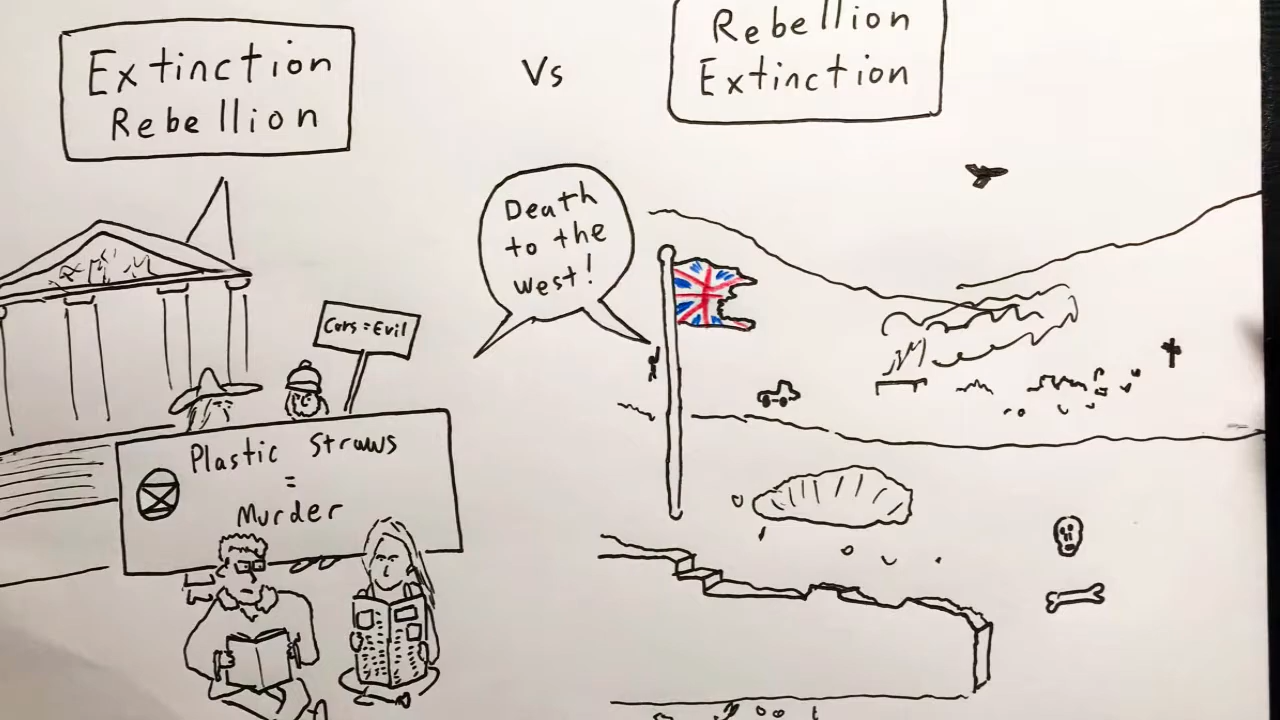 Extinction
Rebellion
Vs
Rebellion
Extinction
Death
to the
west!
Cars = Evil
Plastic Straws
=
Murder